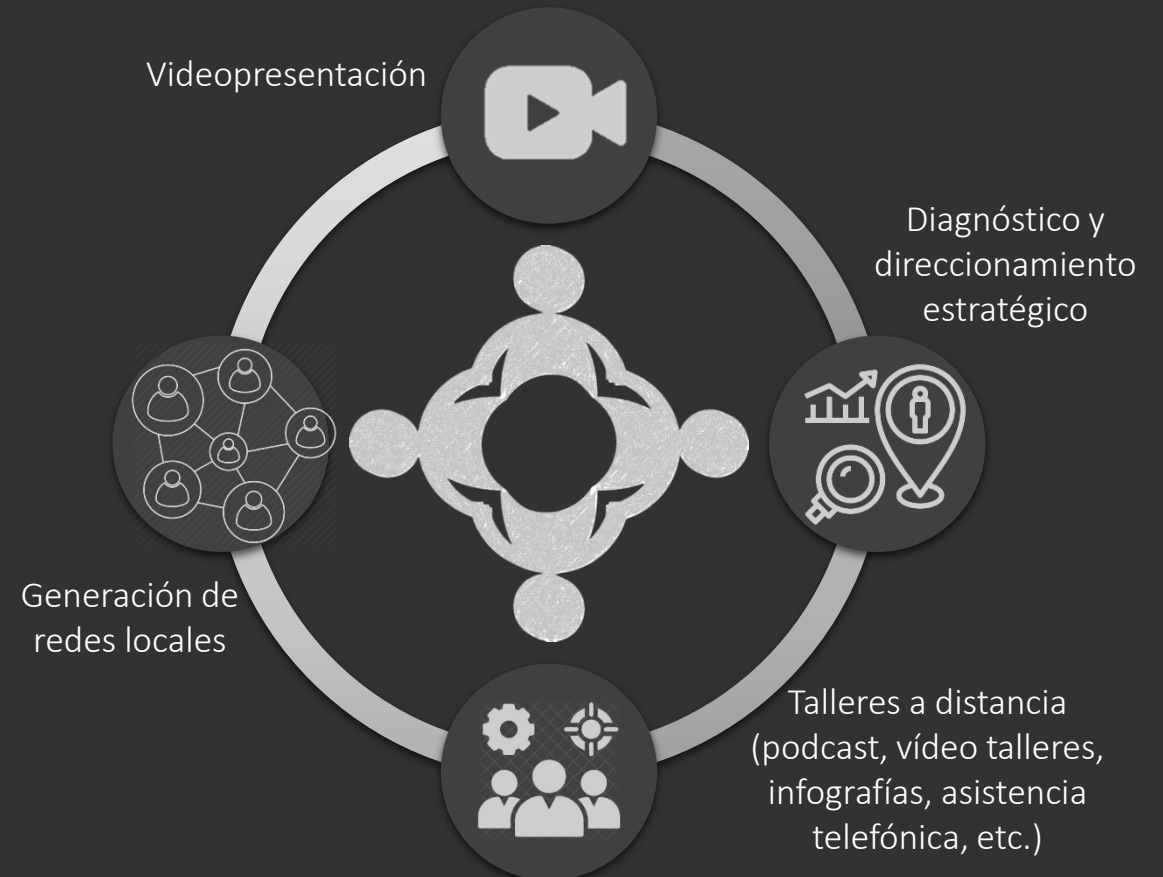 Videopresentación
Diagnóstico y
direccionamiento
estratégico
Generación de
redes locales
Talleres a distancia
(podcast, vídeo talleres,
infografías, asistencia
telefónica, etc.)